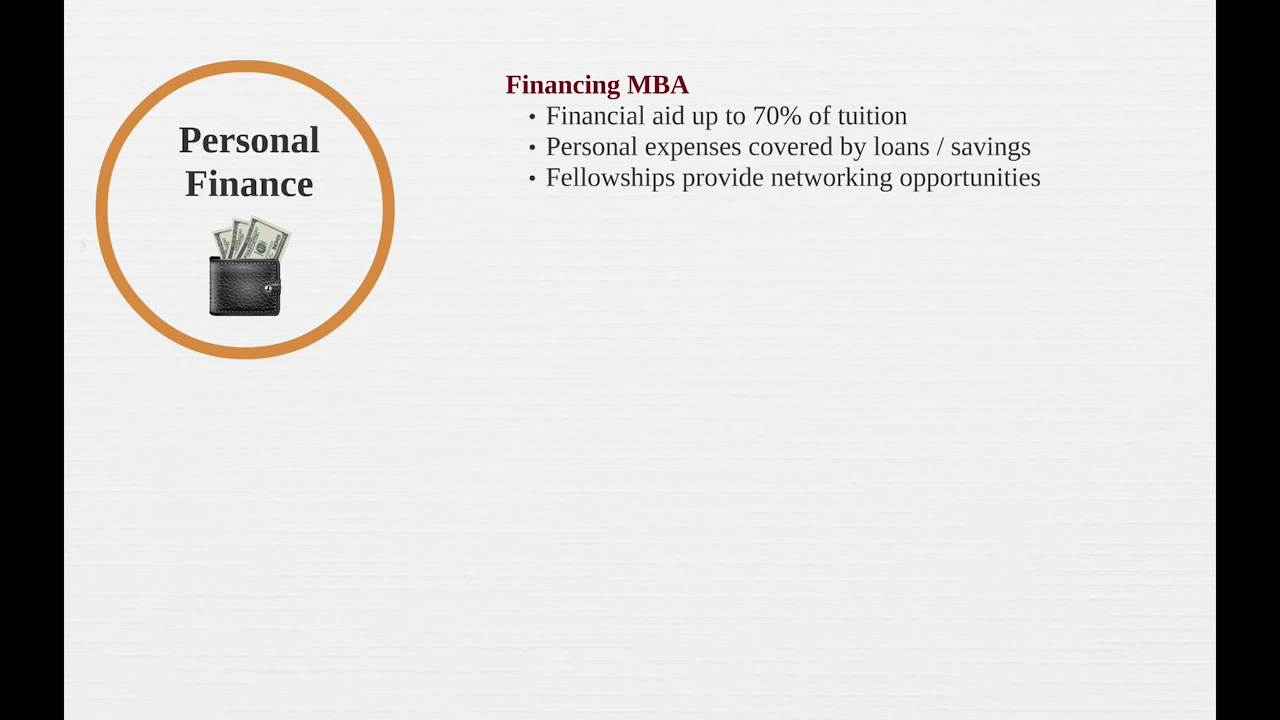 Personal
Finance
Financing MBA
• Financial aid up to 70% of tuition
• Personal expenses covered by loans / savings
• Fellowships provide networking opportunities